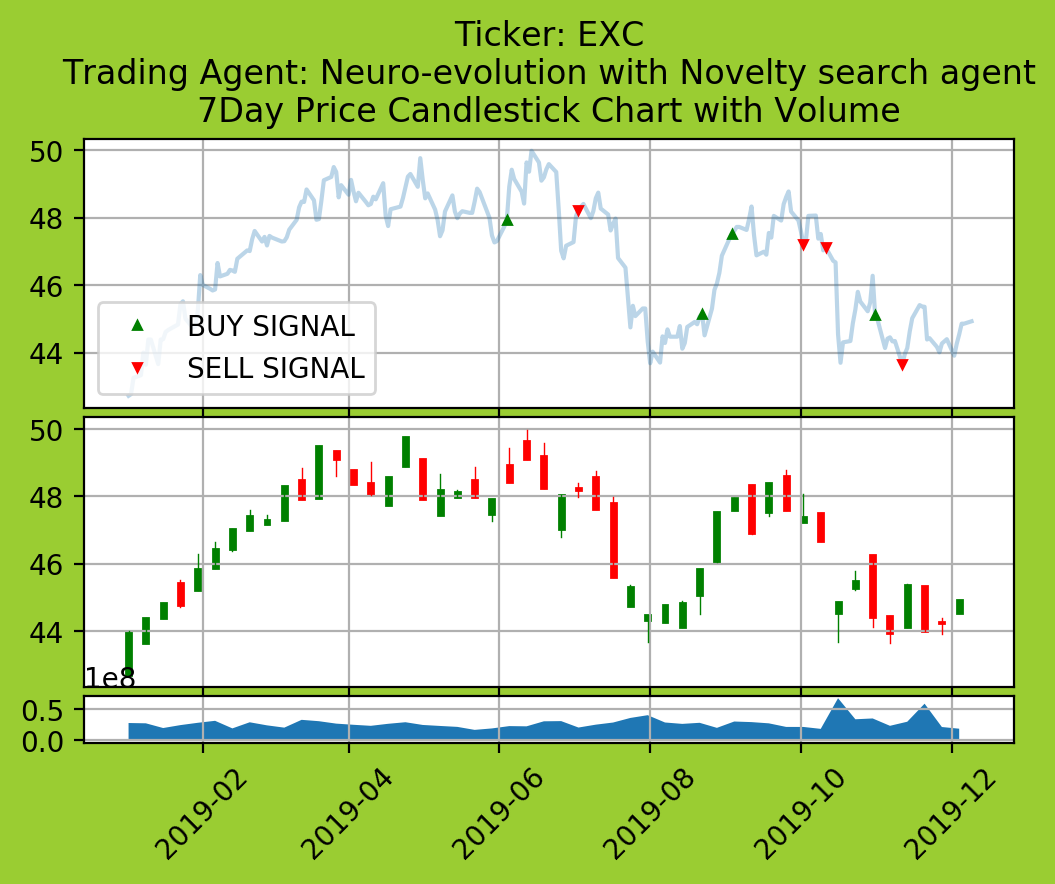 Ticker: EXC
Trading Agent: Neuro-evolution with Novelty search agent
7Day Price Candlestick Chart with Volume
50
48
46
44
BUY SIGNAL
SELL SIGNAL
50
48
46
44
1e8
0.5
0.0
2019-02
2019-04
2019-06
2019-08
2019-10
2019-12